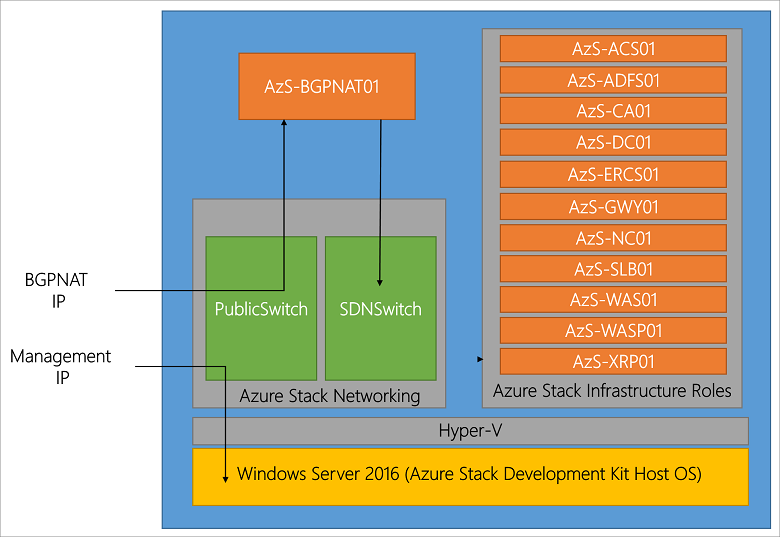 AzS-BGPNAT01
AzS-ACS01
AzS-ADFS01
AzS-CA01
AzS-DC01
AzS-ERCS01
AzS-GWY01
AzS-NC01
AzS-SLB01
AzS-WAS01
AzS-WASP01
AzS-XRP01
Azure Stack Infrastructure Roles
BGPNAT
IP
PublicSwitch
SDNSwitch
Management
IP
Azure Stack Networking
Hyper-V
Windows Server 2016 (Azure Stack Development Kit Host OS)